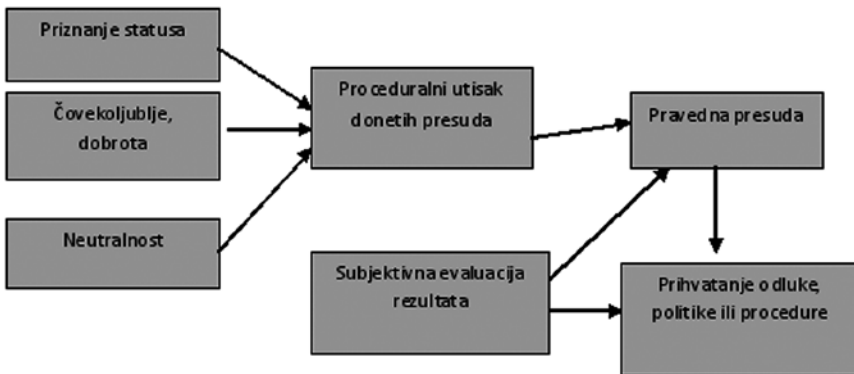 Priznanje statusa
Čovekoljublje,
dobrota
Neutralnost
Proceduralni utisak
donetih presuda
Subjektivna evaluacija
rezultata
Pravedna presuda
Prihvatanje odluke,
politike ili procedure